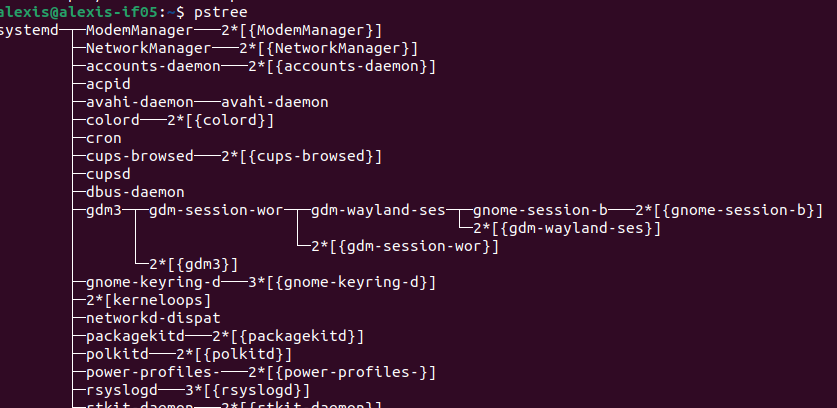 alexis@alexis-if05:~$ pstree
systemd─┬─ModemManager───2*[{ModemManager}]
        ├─NetworkManager───2*[{NetworkManager}]
        ├─accounts-daemon───2*[{accounts-daemon}]
        ├─acpid
        ├─avahi-daemon───avahi-daemon
        ├─colord───2*[{colord}]
        ├─cron
        ├─cups-browsed───2*[{cups-browsed}]
        ├─cupsd
        ├─dbus-daemon
        ├─gdm3─┬─gdm-session-wor─┬─gdm-wayland-ses─┬─gnome-session-b───2*[{gnome-session-b}]
        │      │                 │                 └─2*[{gdm-wayland-ses}]
        │      │                 └─2*[{gdm-session-wor}]
        │      └─2*[{gdm3}]
        ├─gnome-keyring-d───3*[{gnome-keyring-d}]
        ├─2*[kerneloops]
        ├─networkd-dispat
        ├─packagekitd───2*[{packagekitd}]
        ├─polkitd───2*[{polkitd}]
        ├─power-profiles-───2*[{power-profiles-}]
        ├─rsyslogd───3*[{rsyslogd}]
        ├─rtkit-daemon───2*[{rtkit-daemon}]